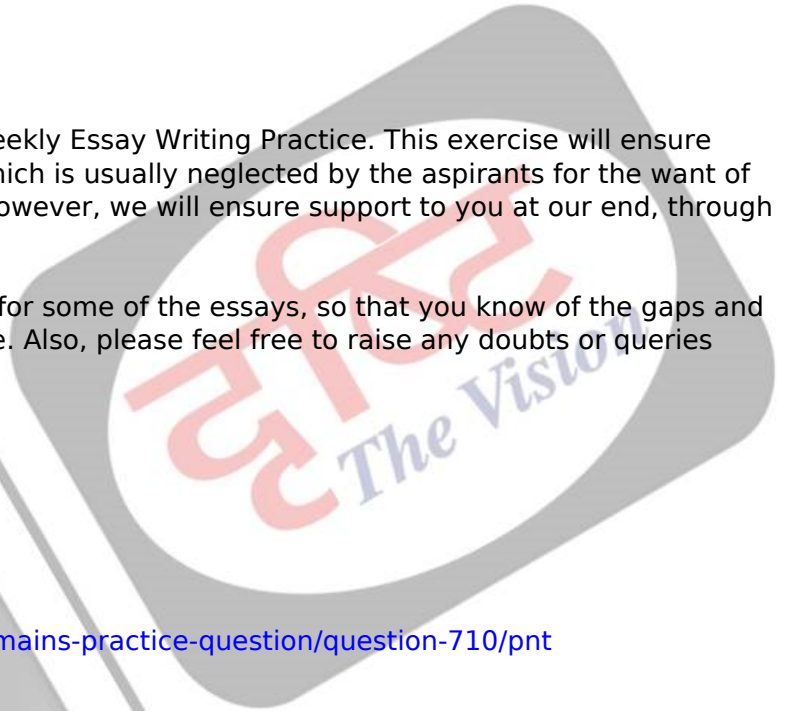 eekly Essay Writing Practice. This exercise will ensure
hich is usually neglected by the aspirants for the want of
owever, we will ensure support to you at our end, through
for some of the essays, so that you know of the gaps and
e. Also, please feel free to raise any doubts or queries
दृष्टि
The Vision
mains-practice-question/question-710/pnt